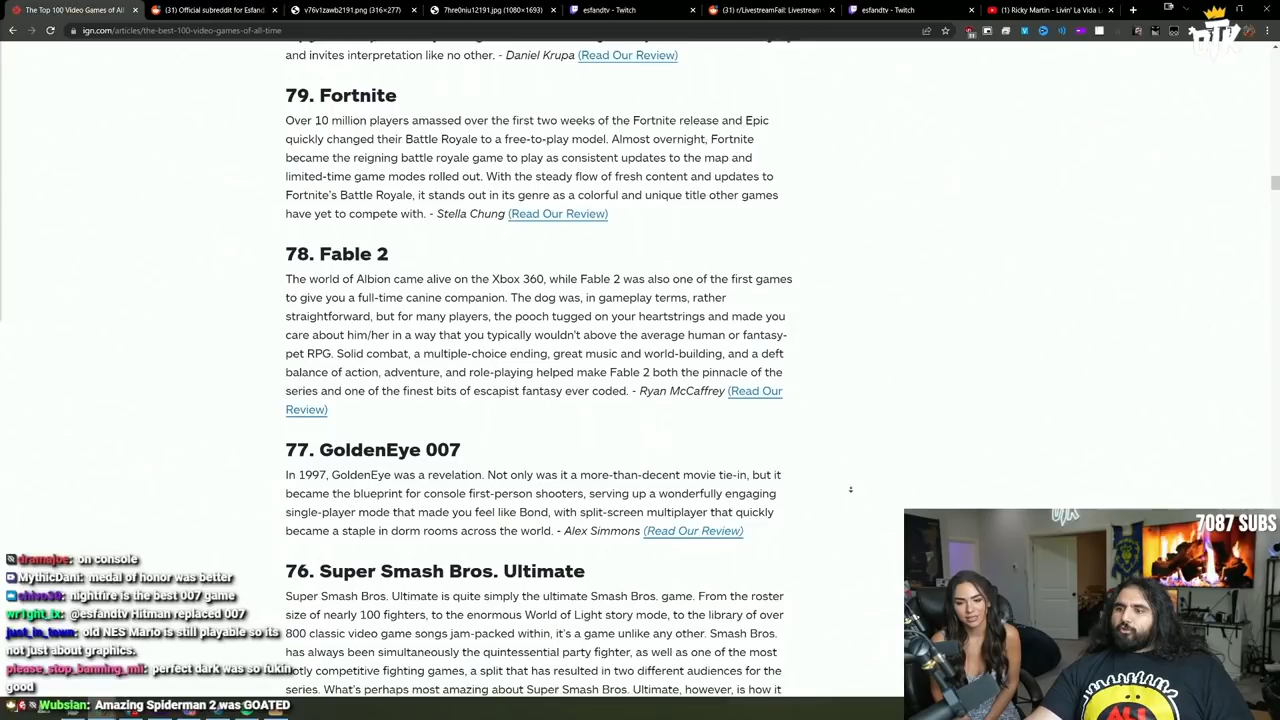 The Top 100 Video Games of Al
(31) Official subreddit for Esfand
v76v1zawb2191.png (316×277)
7hre0niu12191.jpg (1080×1693)
esfandtv - Twitch
(31) r/LivestreamFail: Livestream
esfandtv - Twitch
(1) Ricky Martin - Livin' La Vida L
ign.com/articles/the-best-100-video-games-of-all-time
OTK
and invites interpretation like no other. - Daniel Krupa (Read Our Review)
79. Fortnite
Over 10 million players amassed over the first two weeks of the Fortnite release and Epic
quickly changed their Battle Royale to a free-to-play model. Almost overnight, Fortnite
became the reigning battle royale game to play as consistent updates to the map and
limited-time game modes rolled out. With the steady flow of fresh content and updates to
Fortnite's Battle Royale, it stands out in its genre as a colorful and unique title other games
have yet to compete with. - Stella Chung (Read Our Review)
78. Fable 2
The world of Albion came alive on the Xbox 360, while Fable 2 was also one of the first games
to give you a full-time canine companion. The dog was, in gameplay terms, rather
straightforward, but for many players, the pooch tugged on your heartstrings and made you
care about him/her in a way that you typically wouldn't above the average human or fantasy-
pet RPG. Solid combat, a multiple-choice ending, great music and world-building, and a deft
balance of action, adventure, and role-playing helped make Fable 2 both the pinnacle of the
series and one of the finest bits of escapist fantasy ever coded. - Ryan McCaffrey (Read Our
Review)
77. GoldenEye 007
In 1997, GoldenEye was a revelation. Not only was it a more-than-decent movie tie-in, but it
became the blueprint for console first-person shooters, serving up a wonderfully engaging
single-player mode that made you feel like Bond, with split-screen multiplayer that quickly
became a staple in dorm rooms across the world. - Alex Simmons (Read Our Review)
76. Super Smash Bros. Ultimate
Super Smash Bros. Ultimate is quite simply the ultimate Smash Bros. game. From the roster
size of nearly 100 fighters, to the enormous World of Light story mode, to the library of over
800 classic video game songs jam-packed within, it's a game unlike any other. Smash Bros.
has always been simultaneously the quintessential party fighter, as well as one of the most
hotly competitive fighting games, a split that has resulted in two different audiences for the
series. What's perhaps most amazing about Super Smash Bros. Ultimate, however, is how it
dramajoe: on console
MythicDani: medal of honor was better
chivo30: nightfire is the best 007 game
wr1ght_tx: @esfandtv Hitman replaced 007
just_in_town: old NES Mario is still playable so its
not just about graphics.
please_stop_banning_ml: perfect dark was so fukin
good
Wubslan: Amazing Spiderman 2 was GOATED
7087 SUBS
ALL